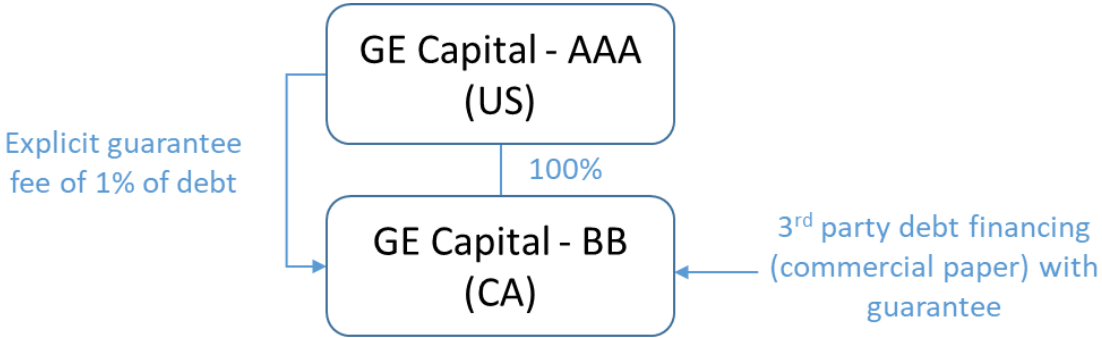 GE Capital - AAA
(US)
Explicit guarantee
fee of 1% of debt
100%
GE Capital - BB
(CA)
3rd party debt financing
(commercial paper) with
guarantee